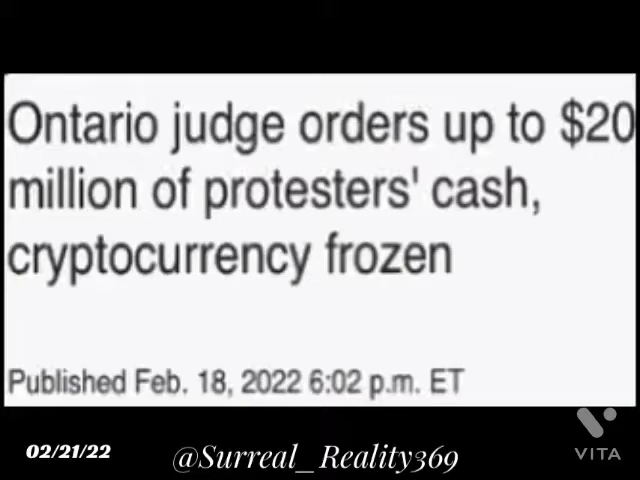 Ontario judge orders up to $20
million of protesters' cash,
cryptocurrency frozen
Published Feb. 18, 2022 6:02 p.m. ET
VITA
02/21/22
@Surreal_Reality369